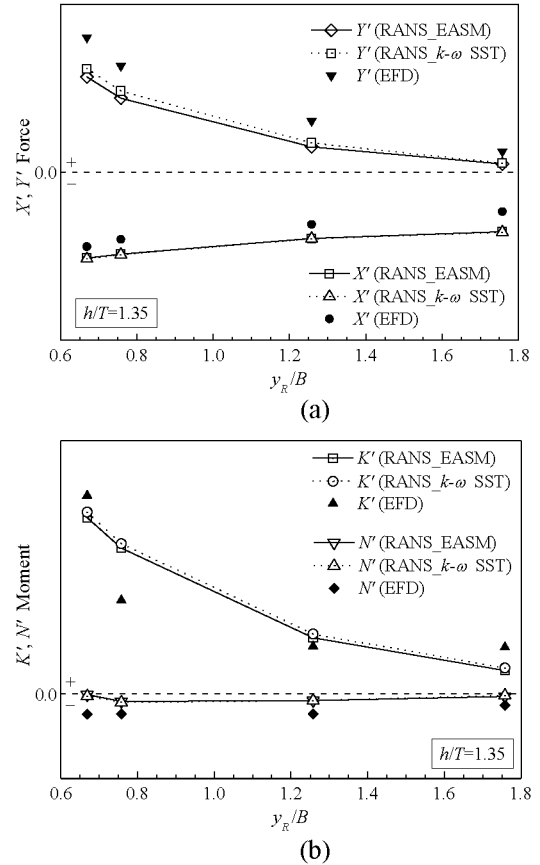 Y' (RANS_EASM)
Y' (RANS_k-ω SST)
Y' (EFD)
X', Y' Force
+
0.0
−
X' (RANS_EASM)
X' (RANS_k-ω SST)
X' (EFD)
h/T=1.35
0.6 0.8 1.0 1.2 1.4 1.6 1.8
y_R/B
(a)
K' (RANS_EASM)
K' (RANS_k-ω SST)
K' (EFD)
N' (RANS_EASM)
N' (RANS_k-ω SST)
N' (EFD)
K', N' Moment
+
0.0
−
h/T=1.35
0.6 0.8 1.0 1.2 1.4 1.6 1.8
y_R/B
(b)